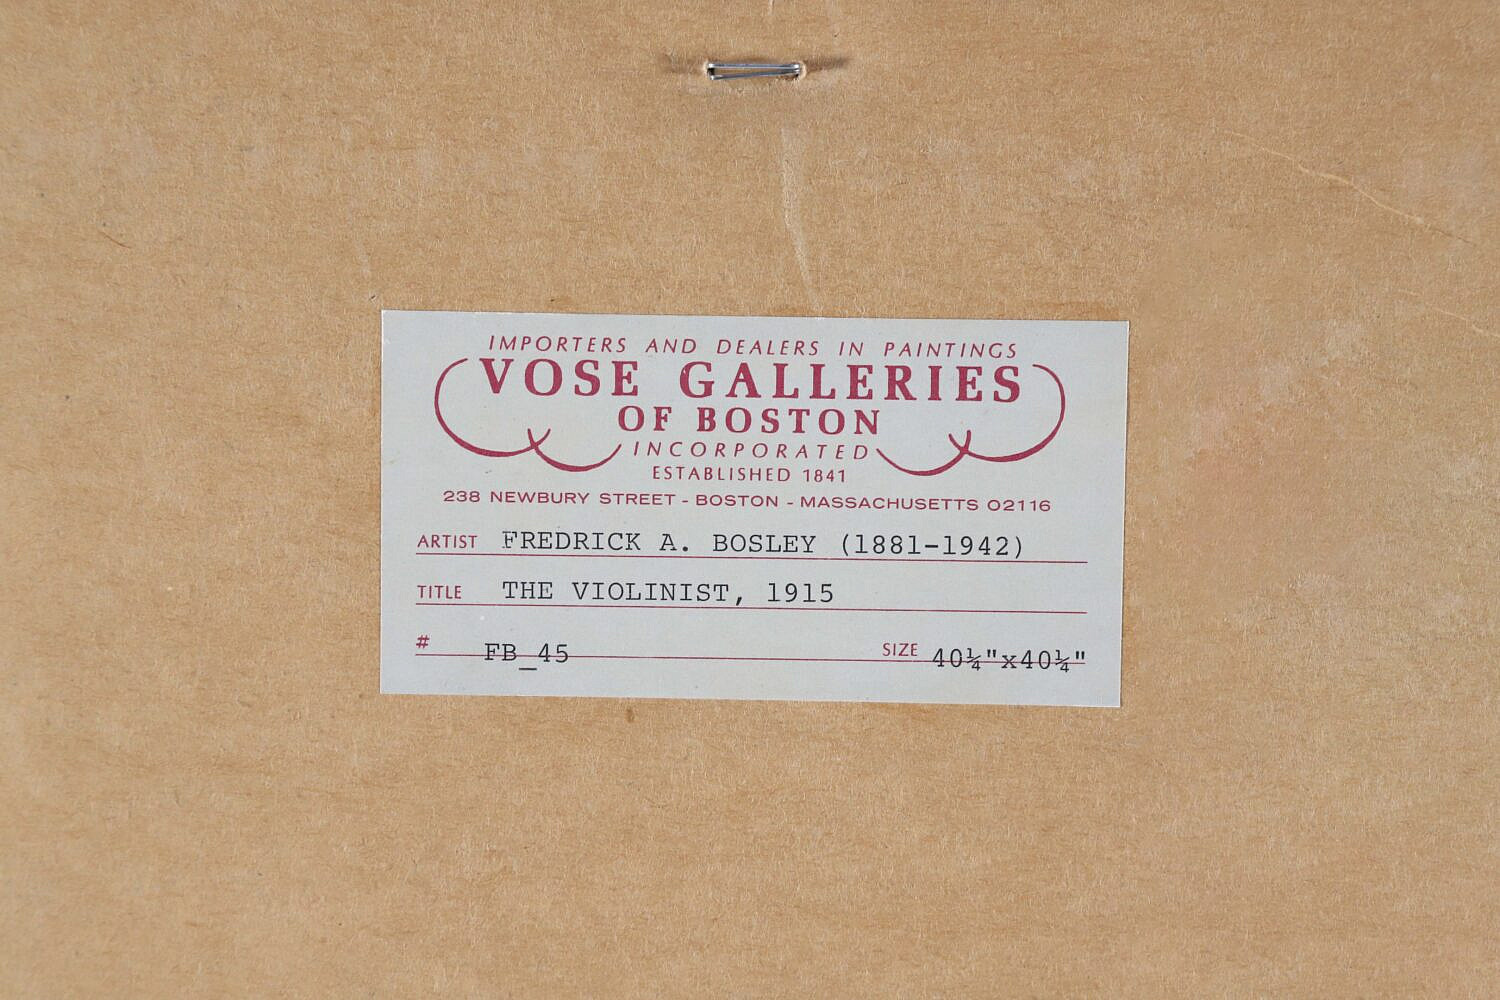 IMPORTERS AND DEALERS IN PAINTINGS
VOSE GALLERIES
OF BOSTON
INCORPORATED
ESTABLISHED 1841
238 NEWBURY STREET - BOSTON - MASSACHUSETTS 02116
ARTIST FREDRICK A. BOSLEY (1881-1942)
TITLE THE VIOLINIST, 1915
# FB_45 SIZE 40¼"x40¼"